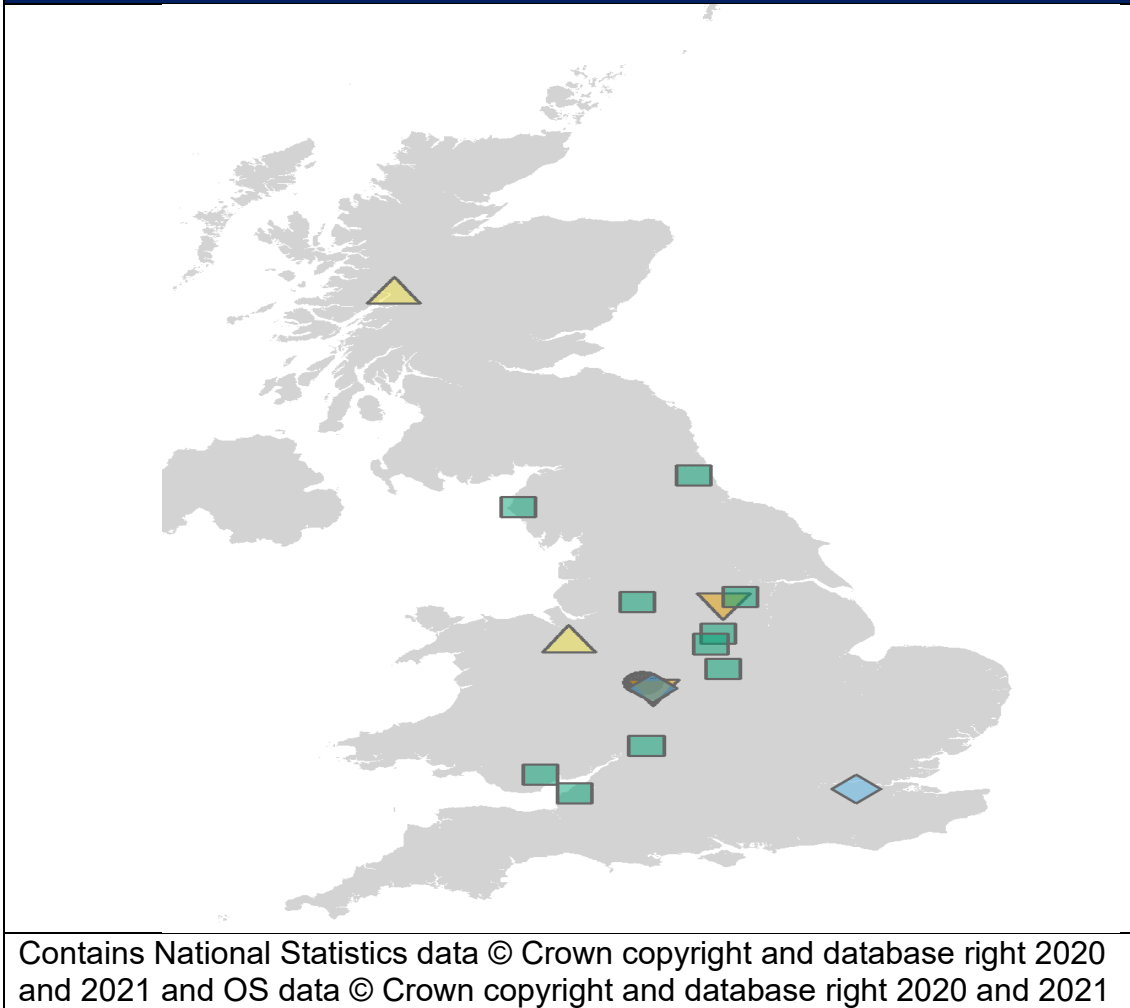 Contains National Statistics data © Crown copyright and database right 2020
and 2021 and OS data © Crown copyright and database right 2020 and 2021